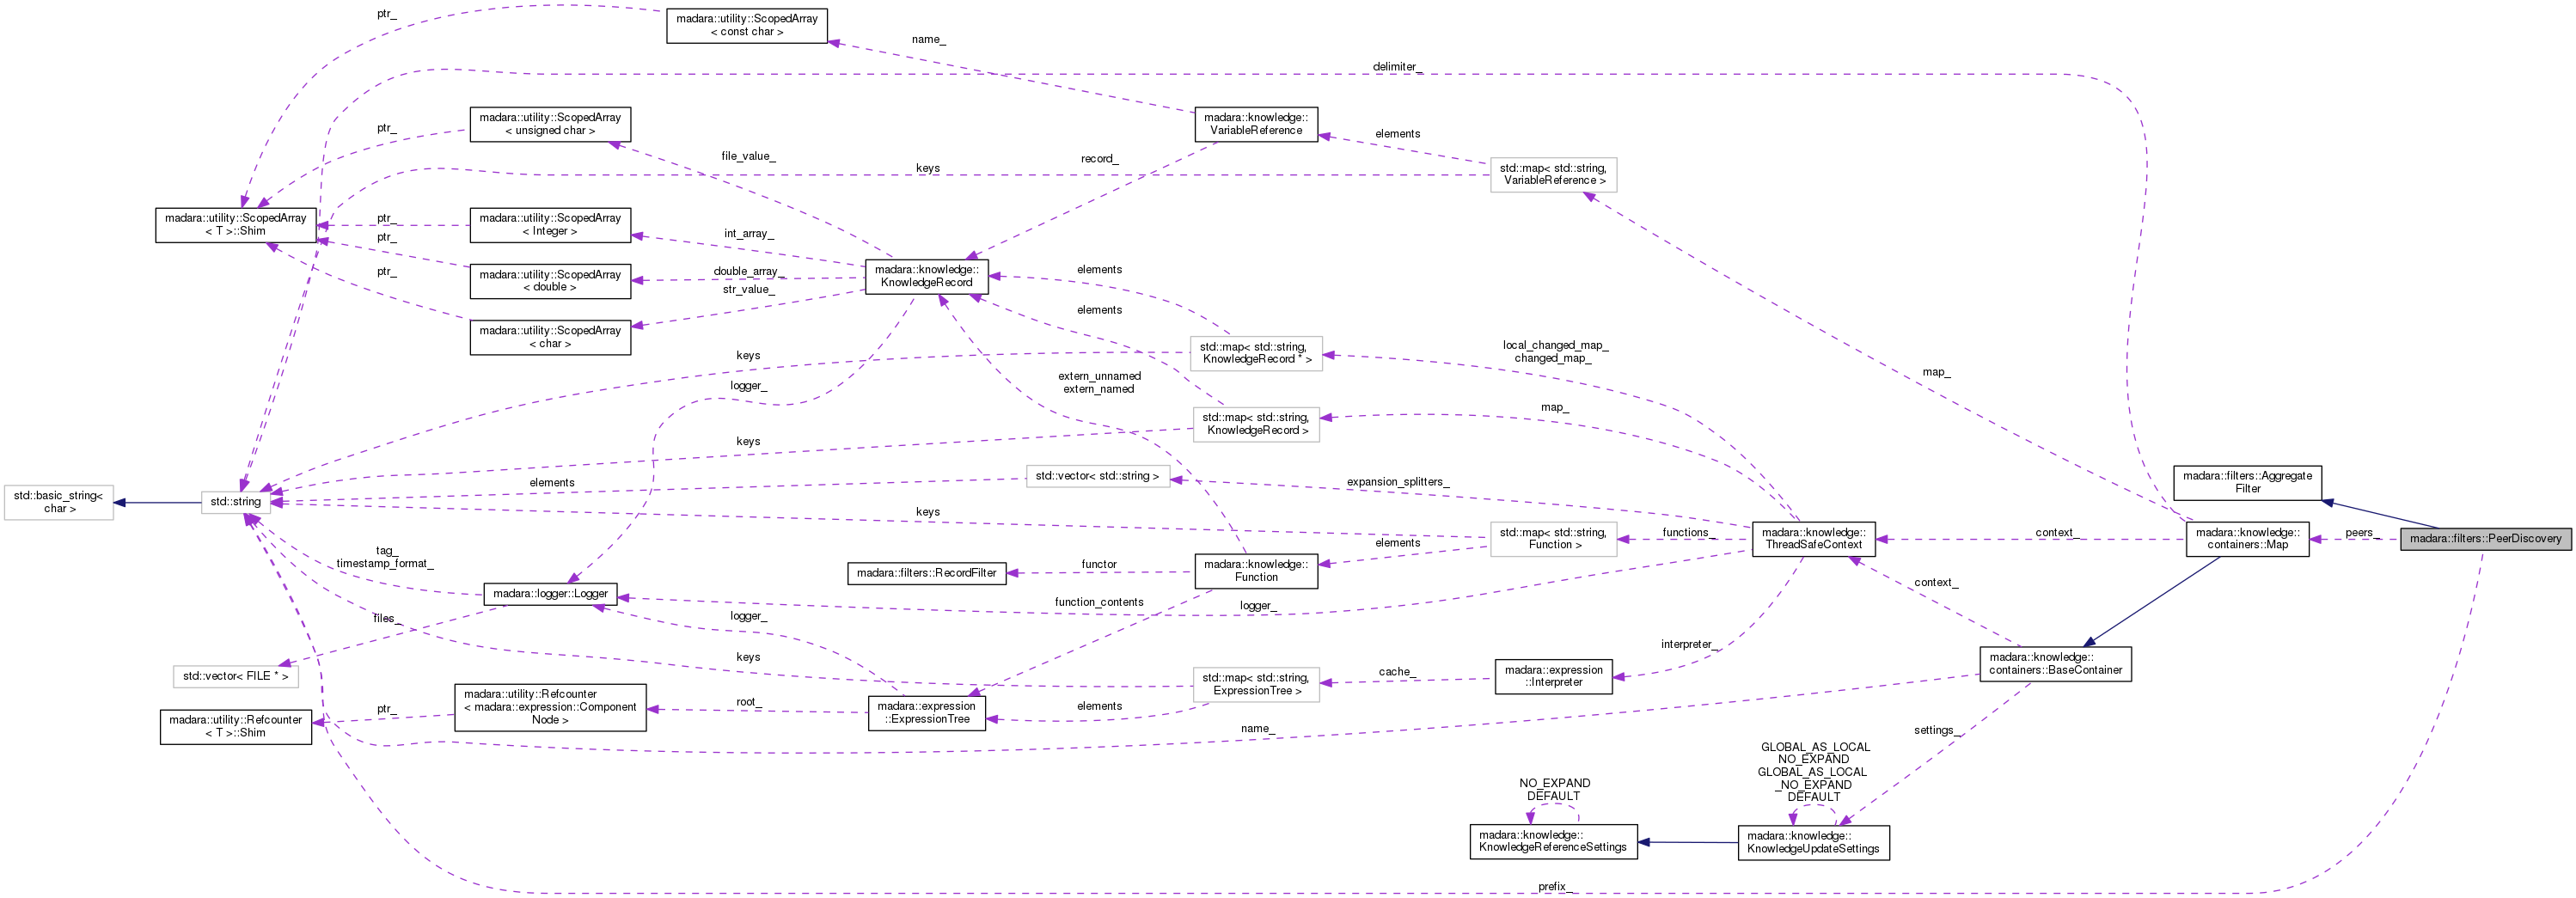 madara::utility::ScopedArray
< const char >
ptr_
name_
delimiter_
madara::utility::ScopedArray
< unsigned char >
ptr_
madara::knowledge::
VariableReference
elements
file_value_
record_
keys
std::map< std::string,
VariableReference >
madara::utility::ScopedArray
< T >::Shim
ptr_
madara::utility::ScopedArray
< Integer >
int_array_
ptr_
madara::utility::ScopedArray
< double >
double_array_
ptr_
str_value_
madara::knowledge::
KnowledgeRecord
elements
elements
madara::utility::ScopedArray
< char >
keys
std::map< std::string,
KnowledgeRecord * >
local_changed_map_
changed_map_
map_
logger_
extern_unnamed
extern_named
map_
std::map< std::string,
KnowledgeRecord >
keys
std::vector< std::string >
elements
expansion_splitters_
madara::filters::Aggregate
Filter
std::basic_string<
char >
std::string
keys
std::map< std::string,
Function >
functions_
elements
madara::knowledge::
ThreadSafeContext
context_
madara::knowledge::
containers::Map
peers_
madara::filters::PeerDiscovery
tag_
timestamp_format_
madara::filters::RecordFilter
functor
madara::knowledge::
Function
context_
madara::logger::Logger
function_contents
logger_
files_
logger_
interpreter_
keys
std::vector< FILE * >
std::map< std::string,
ExpressionTree >
cache_
madara::expression
::Interpreter
madara::knowledge::
containers::BaseContainer
madara::utility::Refcounter
< madara::expression::Component
Node >
ptr_
root_
madara::expression
::ExpressionTree
elements
madara::utility::Refcounter
< T >::Shim
name_
settings_
GLOBAL_AS_LOCAL
NO_EXPAND
GLOBAL_AS_LOCAL
_NO_EXPAND
DEFAULT
NO_EXPAND
DEFAULT
madara::knowledge::
KnowledgeReferenceSettings
madara::knowledge::
KnowledgeUpdateSettings
prefix_